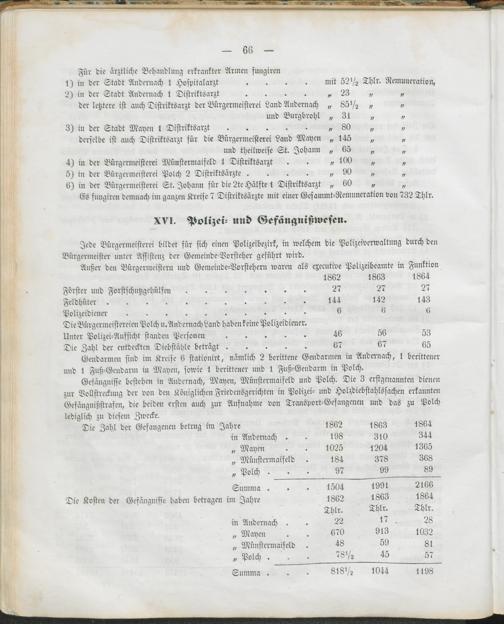 — 66 —
Für die ärztliche Behandlung erkrankter Armen fungiren
1) in der Stadt Andernach 1 Hospitalarzt . . . . mit 52½ Thlr. Remuneration,
2) in der Stadt Andernach 1 Distriktsarzt . . . . „ 23 „ „
der letztere ist auch Distriktsarzt der Bürgermeisterei Land Andernach „ 85½ „ „
und Burgbrohl „ 31 „ „
3) in der Stadt Mayen 1 Distriktsarzt . . . . . „ 80 „ „
derselbe ist auch Distriktsarzt für die Bürgermeisterei Land Mayen „ 145 „ „
und theilweise St. Johann „ 65 „ „
4) in der Bürgermeisterei Münstermaifeld 1 Distriktsarzt . . „ 100 „ „
5) in der Bürgermeisterei Polch 2 Distriktsärzte . . . . „ 90 „ „
6) in der Bürgermeisterei St. Johann für die 2te Hälfte 1 Distriktsarzt „ 60 „ „
Es fungiren demnach im ganzen Kreise 7 Distriktsärzte mit einer Gesammt-Remuneration von 732 Thlr.
XVI. Polizei- und Gefängnißwesen.
Jede Bürgermeisterei bildet für sich einen Polizeibezirk, in welchem die Polizeiverwaltung durch den
Bürgermeister unter Assistenz der Gemeinde-Vorsteher geführt wird.
Außer den Bürgermeistern und Gemeinde-Vorstehern waren als executive Polizeibeamte in Funktion
1862 1863 1864
Förster und Forstschutzgehülfen . . . . . . . 27 27 27
Feldhüter . . . . . . . . . . 144 142 143
Polizeidiener . . . . . . . . . 6 6 6
Die Bürgermeistereien Polch u. Andernach Land haben keine Polizeidiener.
Unter Polizei-Aufsicht standen Personen . . . . . 46 56 53
Die Zahl der entdeckten Diebstähle beträgt . . . . . 67 67 65
Gendarmen sind im Kreise 6 stationirt, nämlich 2 berittene Gendarmen in Andernach, 1 berittener
und 1 Fuß-Gendarm in Mayen, sowie 1 berittener und 1 Fuß-Gendarm in Polch.
Gefängnisse bestehen in Andernach, Mayen, Münstermaifeld und Polch. Die 3 erstgenannten dienen
zur Vollstreckung der von den Königlichen Friedensgerichten in Polizei- und Holzdiebstahlssachen erkannten
Gefängnißstrafen, die beiden ersten auch zur Aufnahme von Transport-Gefangenen und das zu Polch
lediglich zu diesem Zwecke.
Die Zahl der Gefangenen betrug im Jahre 1862 1863 1864
in Andernach . . 198 310 344
„ Mayen . . 1025 1204 1365
„ Münstermaifeld . 184 378 368
„ Polch . . . 97 99 89
Summa . . . 1504 1991 2166
Die Kosten der Gefängnisse haben betragen im Jahre 1862 1863 1864
Thlr. Thlr. Thlr.
in Andernach . . 22 17 28
„ Mayen . . 670 913 1032
„ Münstermaifeld . 48 59 81
„ Polch . . . 78½ 45 57
Summa . . . 818½ 1044 1198